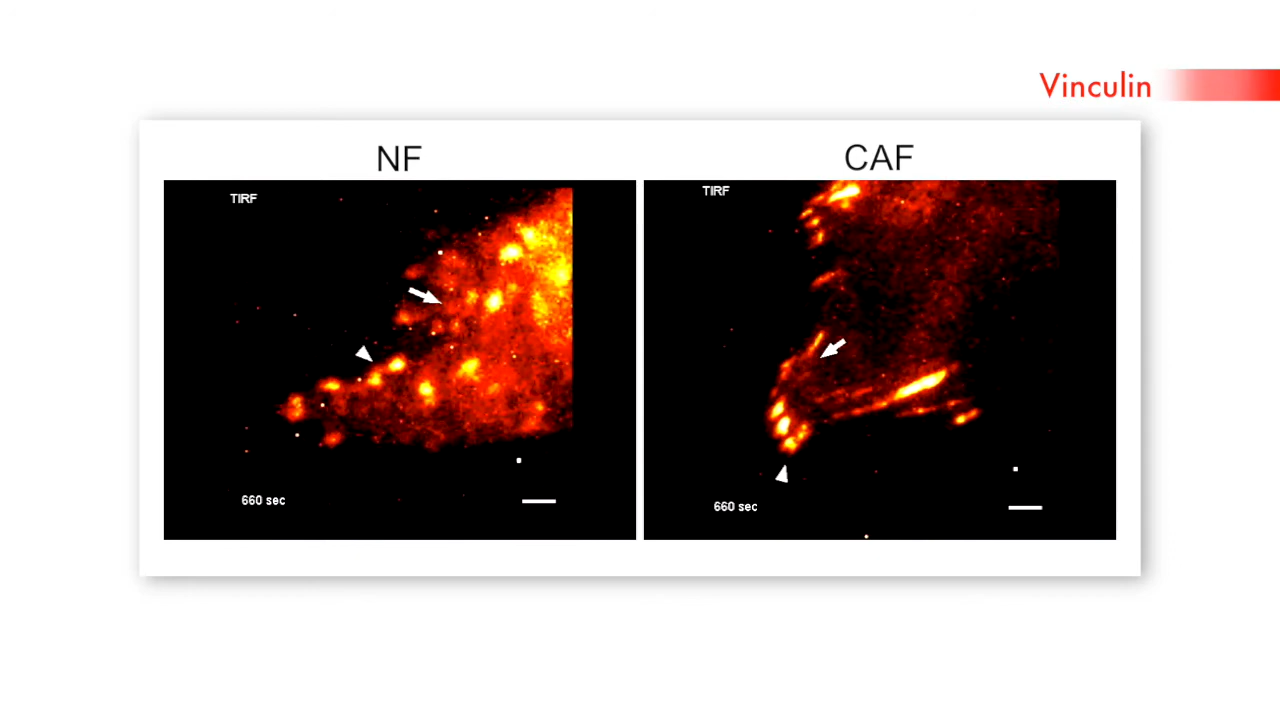 Vinculin
NF
CAF
TIRF
TIRF
660 sec
660 sec